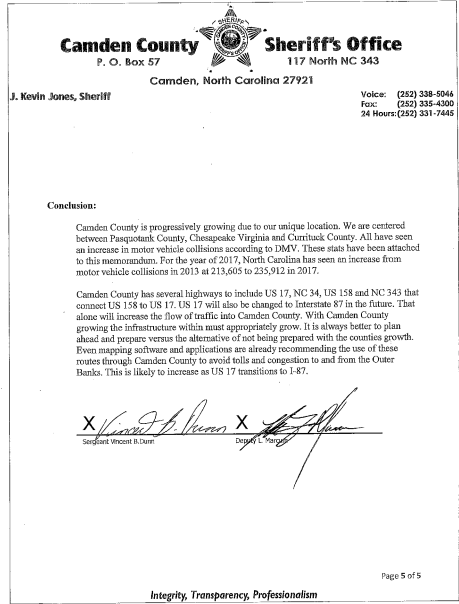 SHERIFF
Camden County Sheriff's Office
P. O. Box 57 117 North NC 343
Camden, North Carolina 27921
J. Kevin Jones, Sheriff
Voice: (252) 338-5046
Fax: (252) 335-4300
24 Hours:(252) 331-7445
Conclusion:
Camden County is progressively growing due to our unique location. We are centered
between Pasquotank County, Chesapeake Virginia and Currituck County. All have seen
an increase in motor vehicle collisions according to DMV. These stats have been attached
to this memorandum. For the year of 2017, North Carolina has seen an increase from
motor vehicle collisions in 2013 at 213,605 to 235,912 in 2017.
Camden County has several highways to include US 17, NC 34, US 158 and NC 343 that
connect US 158 to US 17. US 17 will also be changed to Interstate 87 in the future. That
alone will increase the flow of traffic into Camden County. With Camden County
growing the infrastructure within must appropriately grow. It is always better to plan
ahead and prepare versus the alternative of not being prepared with the counties growth.
Even mapping software and applications are already recommending the use of these
routes through Camden County to avoid tolls and congestion to and from the Outer
Banks. This is likely to increase as US 17 transitions to I-87.
X Vincent B. Dunn X
Sergeant Vincent B.Dunn Deputy L.
Page 5 of 5
Integrity, Transparency, Professionalism